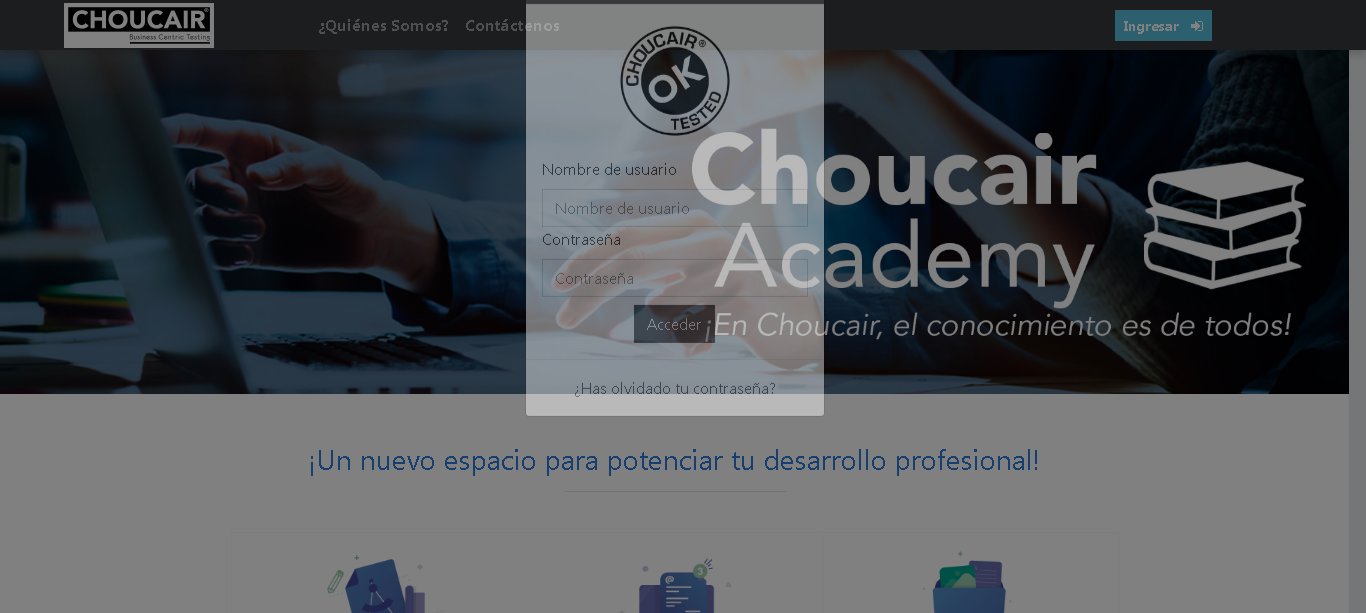 CHOUCAIR®
Business Centric Testing
¿Quiénes Somos?
Contáctenos
Ingresar
CHOUCAIR®
OK
TESTED
Nombre de usuario
Nombre de usuario
Contraseña
Contraseña
Acceder
¿Has olvidado tu contraseña?
Choucair
Academy
¡En Choucair, el conocimiento es de todos!
¡Un nuevo espacio para potenciar tu desarrollo profesional!
3